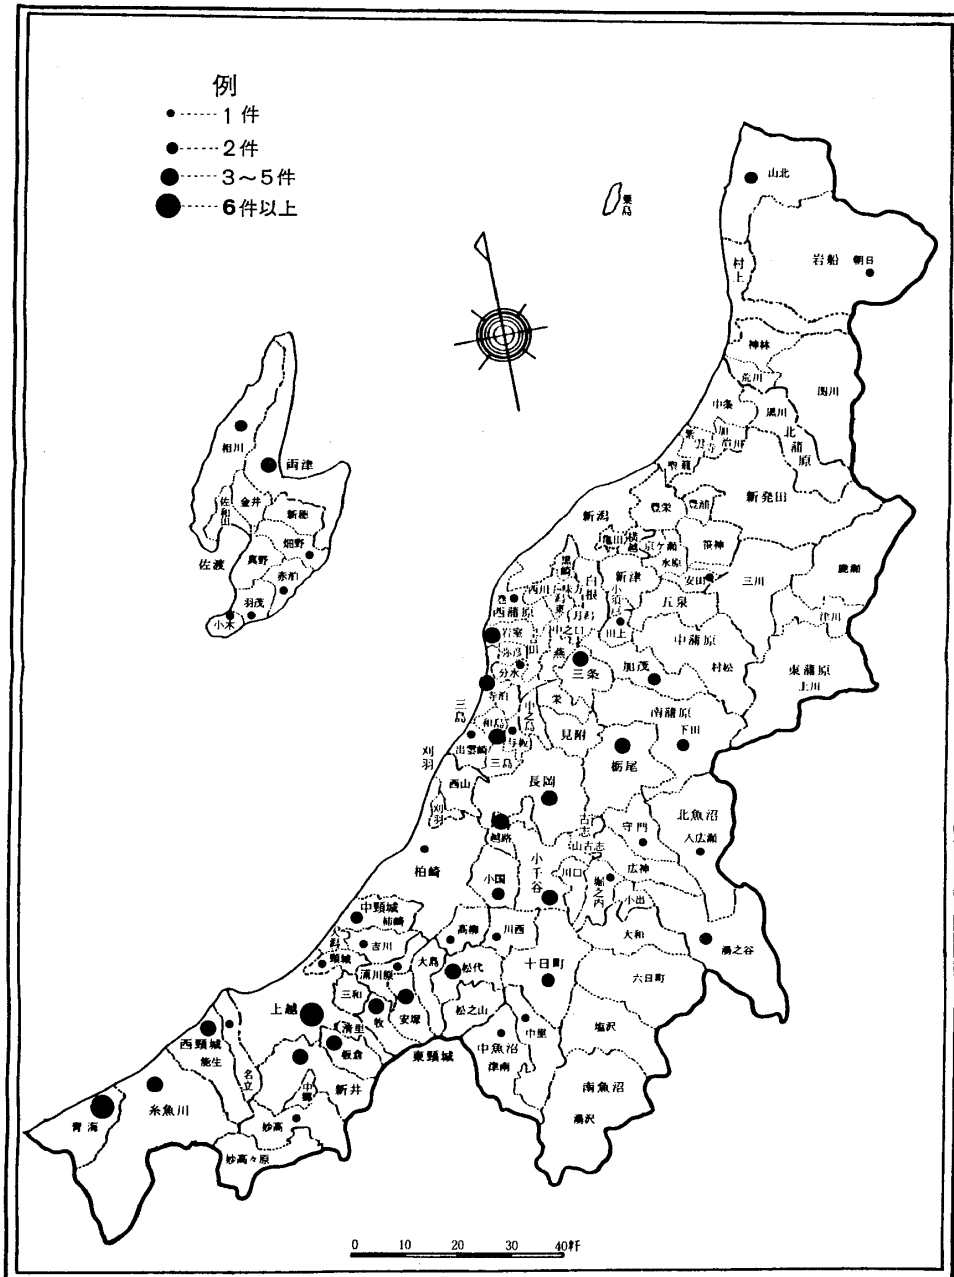 例
1件
2件
3～5件
6件以上
山北
粟島
村上
岩船
朝日
神林
荒川
関川
中条
黒川
紫雲寺
加治川
北蒲原
聖籠
新発田
相川
両津
佐和田
金井
新穂
畑野
真野
佐渡
赤泊
羽茂
小木
新潟
豊栄
豊浦
亀田
横越
京ケ瀬
水原
笹神
安田
三川
鹿瀬
津川
黒崎
西川
味方
潟東
白根
月潟
新津
小須戸
五泉
巻
西蒲原
岩室
吉田
中之口
川上
中蒲原
村松
東蒲原
上川
弥彦
分水
燕
三条
加茂
寺泊
栄
南蒲原
下田
三島
和島
与板
中之島
見附
栃尾
出雲崎
三島
刈羽
西山
刈羽
長岡
越路
古志
山古志
北魚沼
守門
入広瀬
広神
柏崎
小国
小千谷
川口
堀之内
小出
湯之谷
大和
中頸城
柿崎
大潟
吉川
頸城
高柳
川西
十日町
六日町
浦川原
大島
松代
三和
牧
安塚
松之山
上越
清里
板倉
東頸城
中里
中魚沼
津南
塩沢
南魚沼
湯沢
西頸城
能生
名立
中郷
新井
妙高
糸魚川
青海
妙高々原
0 10 20 30 40粁